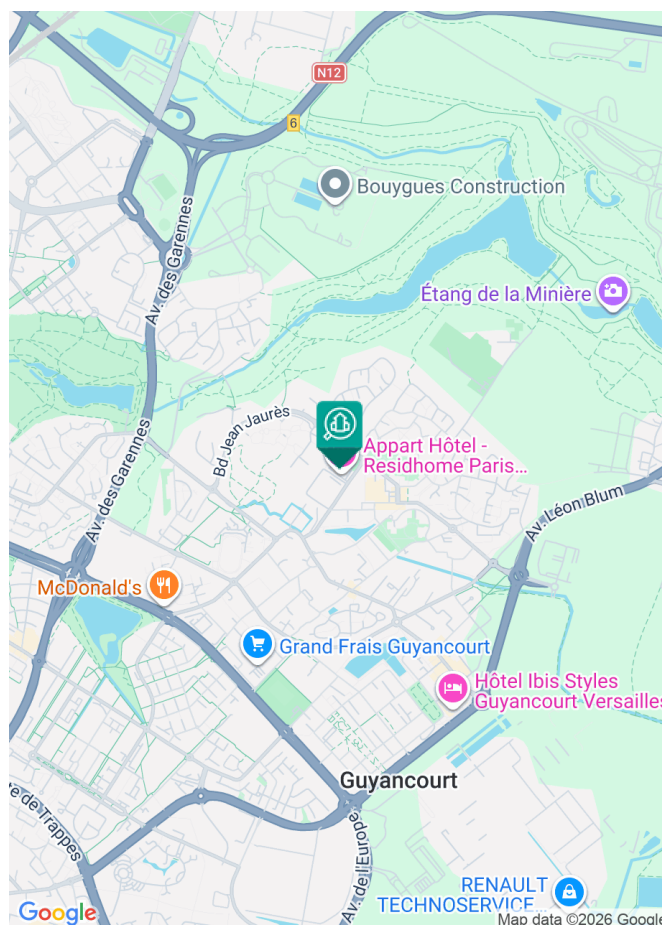 N12
6
Bouygues Construction
Av. des Garennes
Étang de la Minière
Bd Jean Jaurès
Appart Hôtel -
Residhome Paris...
Av. des Garennes
Av. Léon Blum
McDonald's
Grand Frais Guyancourt
Hôtel Ibis Styles
Guyancourt Versailles
Guyancourt
te de Trappes
Av. de l'Europe
RENAULT
TECHNOSERVICE...
Google
Map data ©2026 Google